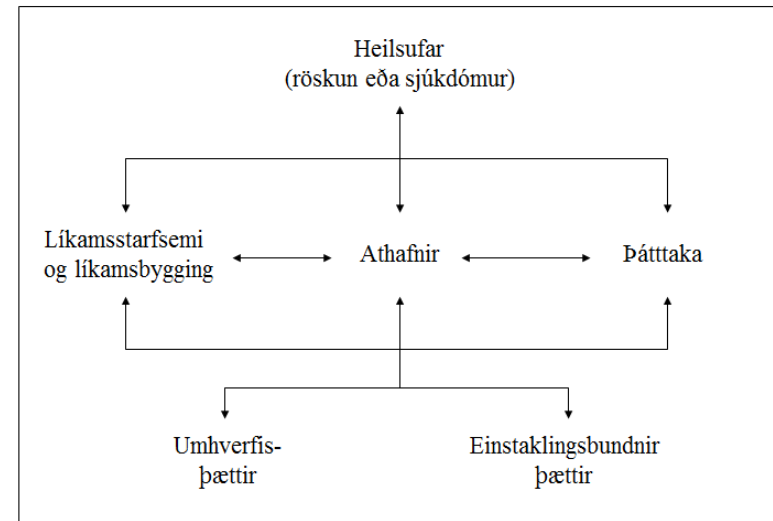 Heilsufar
(röskun eða sjúkdómur)
Líkamsstarfsemi
og líkamsbygging
Athafnir
Þátttaka
Umhverfis-
þættir
Einstaklingsbundnir
þættir